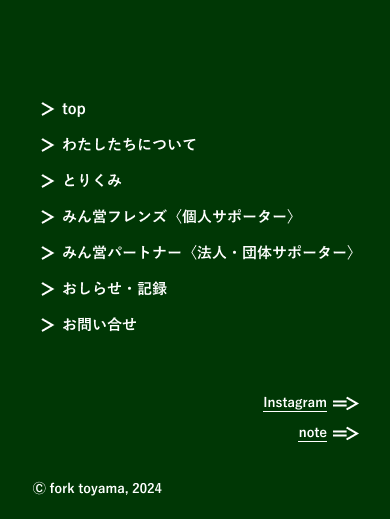 top
わたしたちについて
とりくみ
みん営フレンズ〈個人サポーター〉
みん営パートナー〈法人・団体サポーター〉
おしらせ・記録
お問い合せ
Instagram
note
© fork toyama, 2024